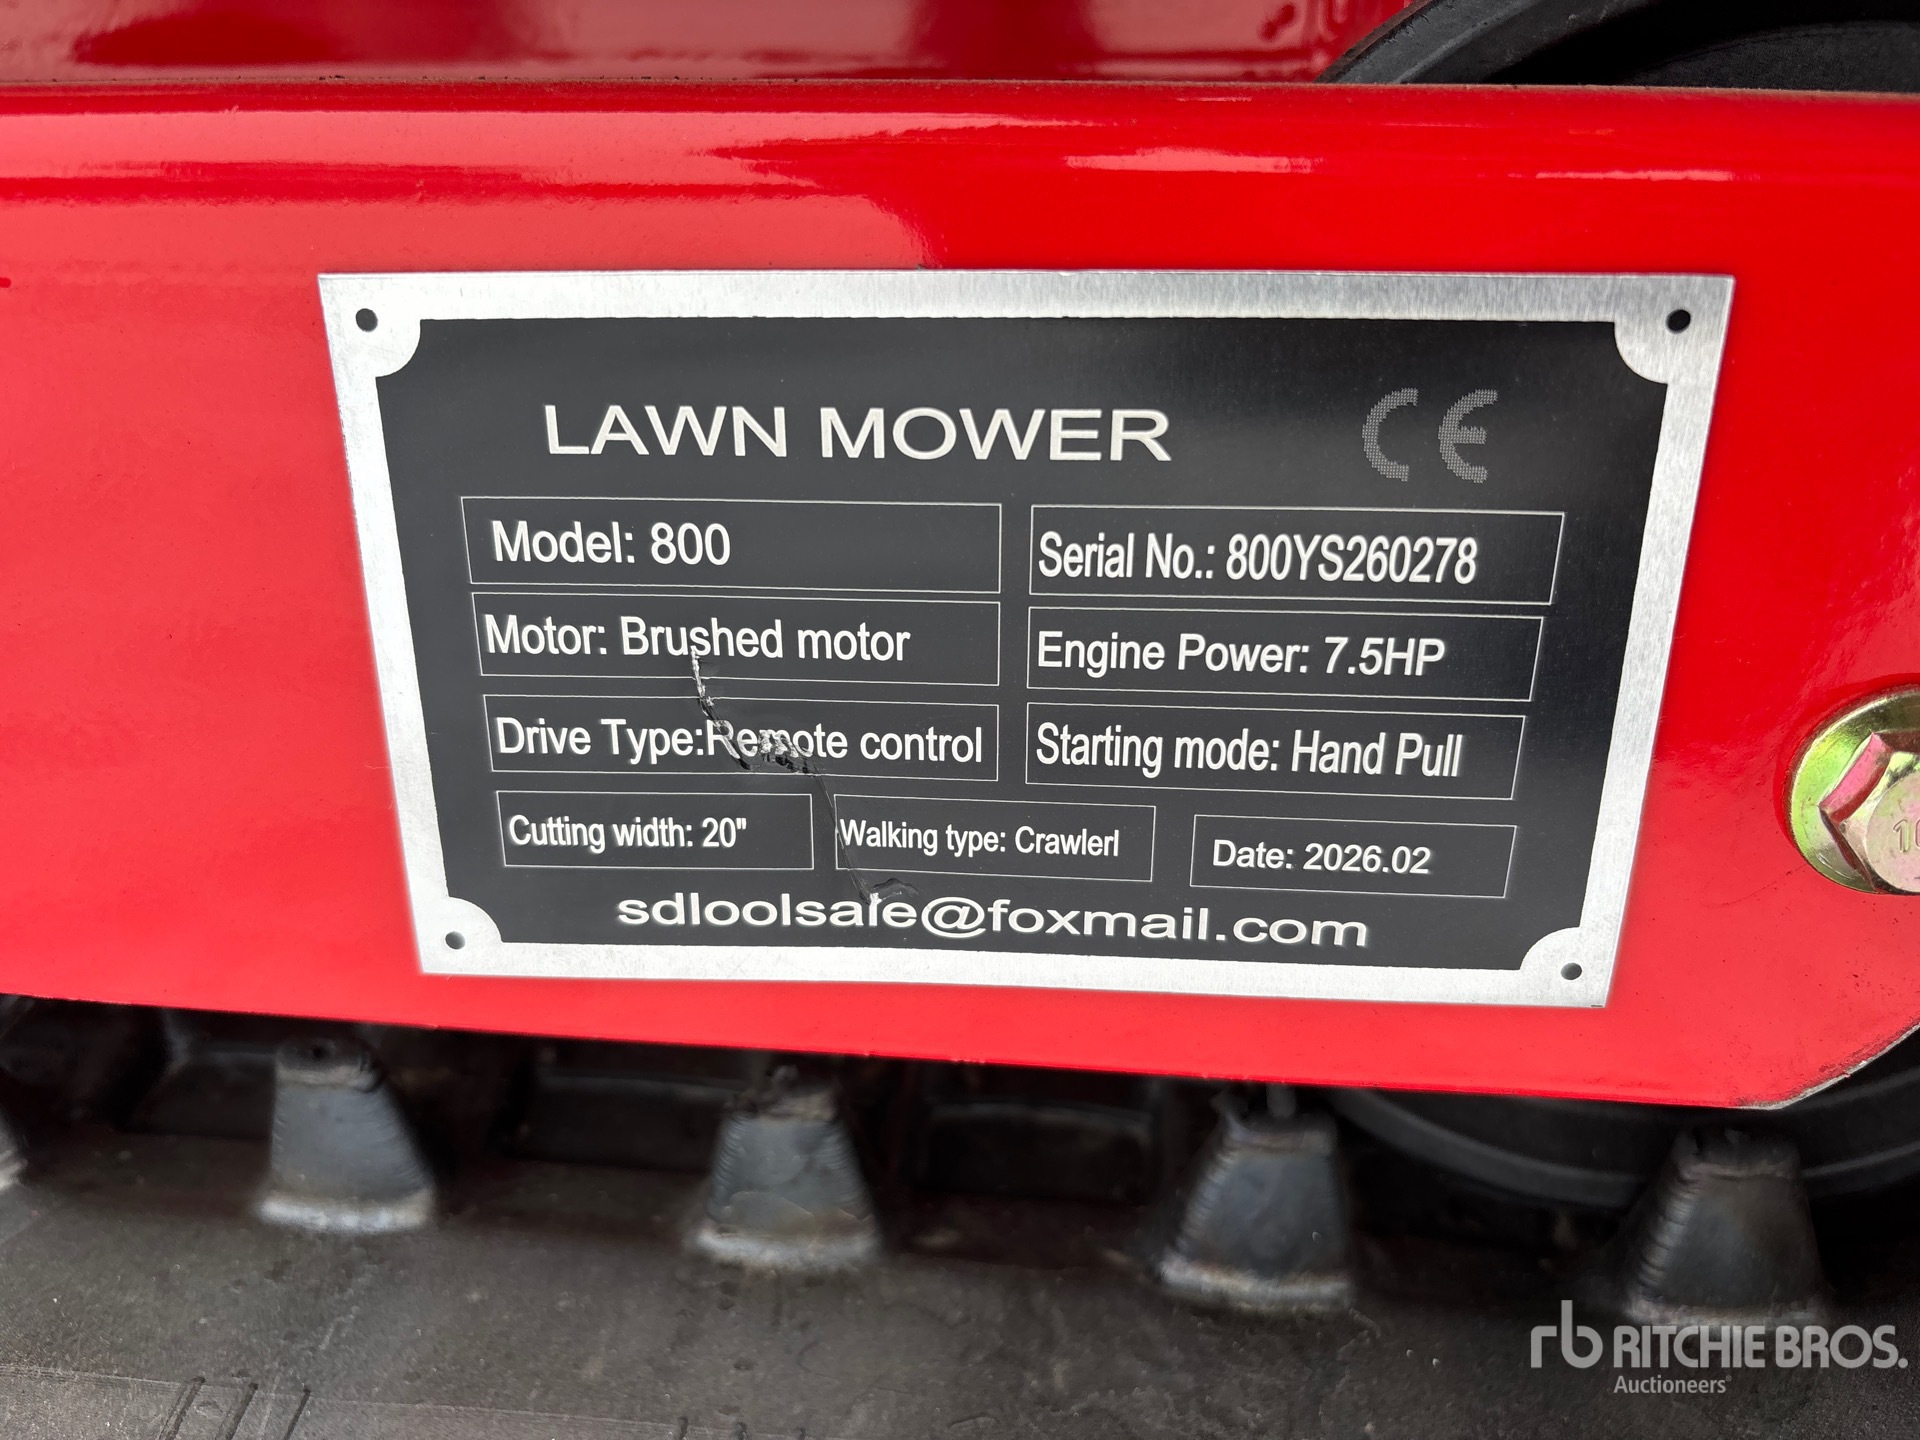 LAWN MOWER CE
Model: 800
Serial No.: 800YS260278
Motor: Brushed motor
Engine Power: 7.5HP
Drive Type:Remote control
Starting mode: Hand Pull
Cutting width: 20"
Walking type: Crawlerl
Date: 2026.02
sdloolsale@foxmail.com
rb RITCHIE BROS.
Auctioneers